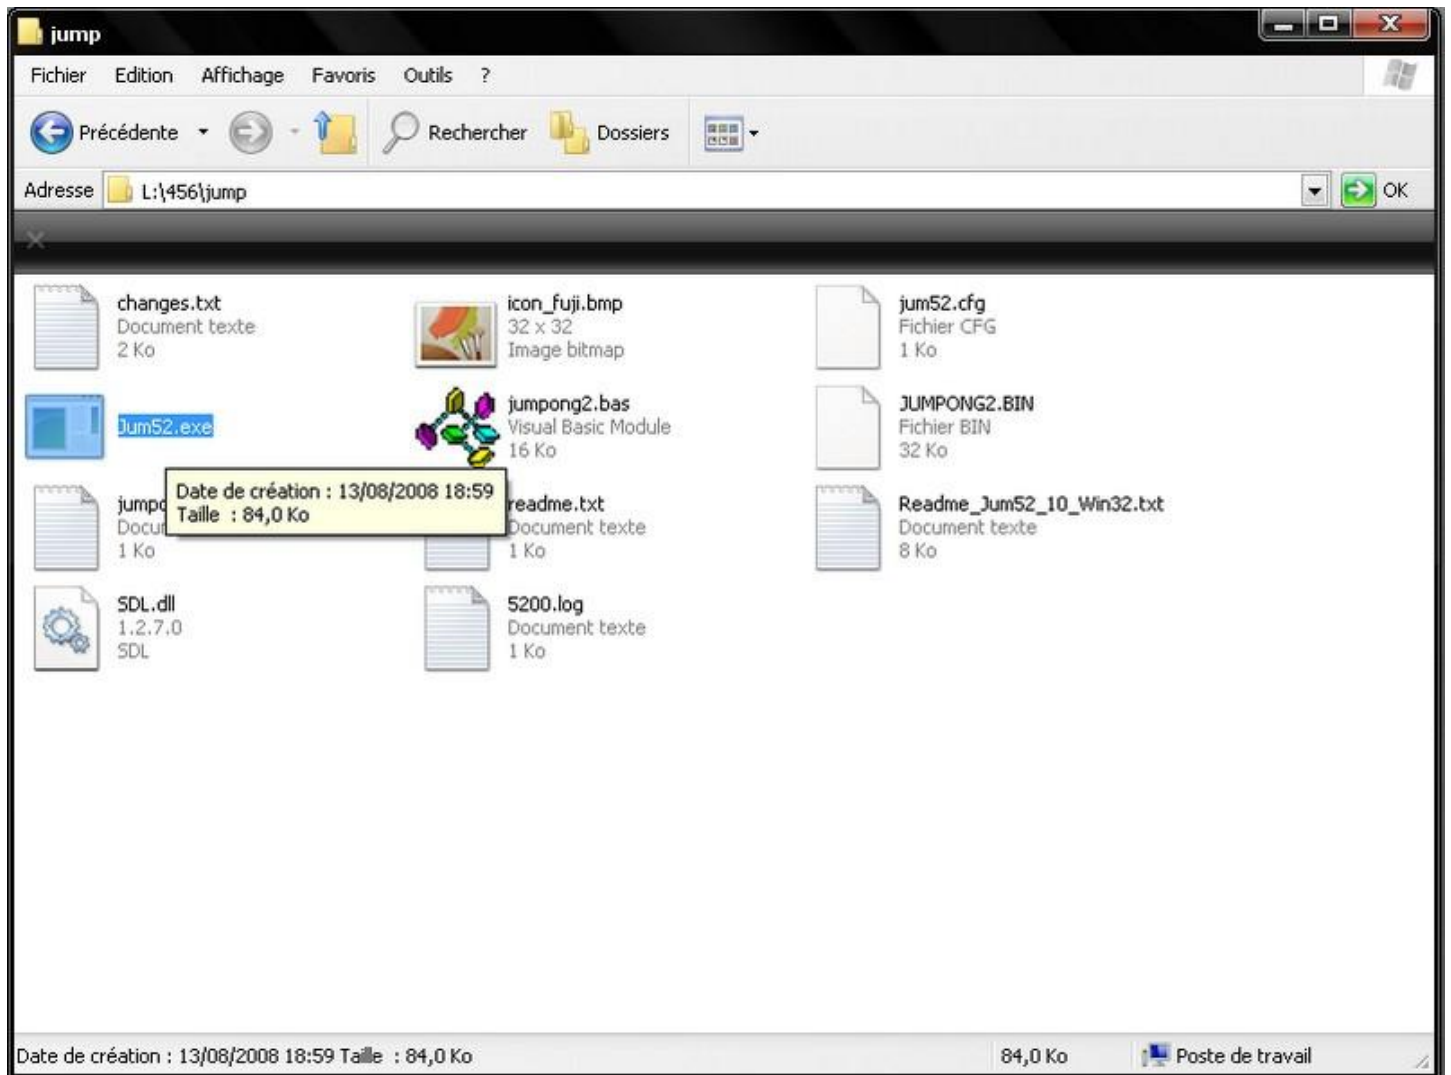 jump
Fichier Edition Affichage Favoris Outils ?
Précédente Rechercher Dossiers
Adresse L:\456\jump OK
changes.txt
Document texte
2 Ko
icon_fuji.bmp
32 x 32
Image bitmap
jum52.cfg
Fichier CFG
1 Ko
Jum52.exe
jumpong2.bas
Visual Basic Module
16 Ko
JUMPONG2.BIN
Fichier BIN
32 Ko
Date de création : 13/08/2008 18:59
Taille : 84,0 Ko
1 Ko
readme.txt
Document texte
1 Ko
Readme_Jum52_10_Win32.txt
Document texte
8 Ko
SDL.dll
1.2.7.0
SDL
5200.log
Document texte
1 Ko
Date de création : 13/08/2008 18:59 Taille : 84,0 Ko 84,0 Ko Poste de travail